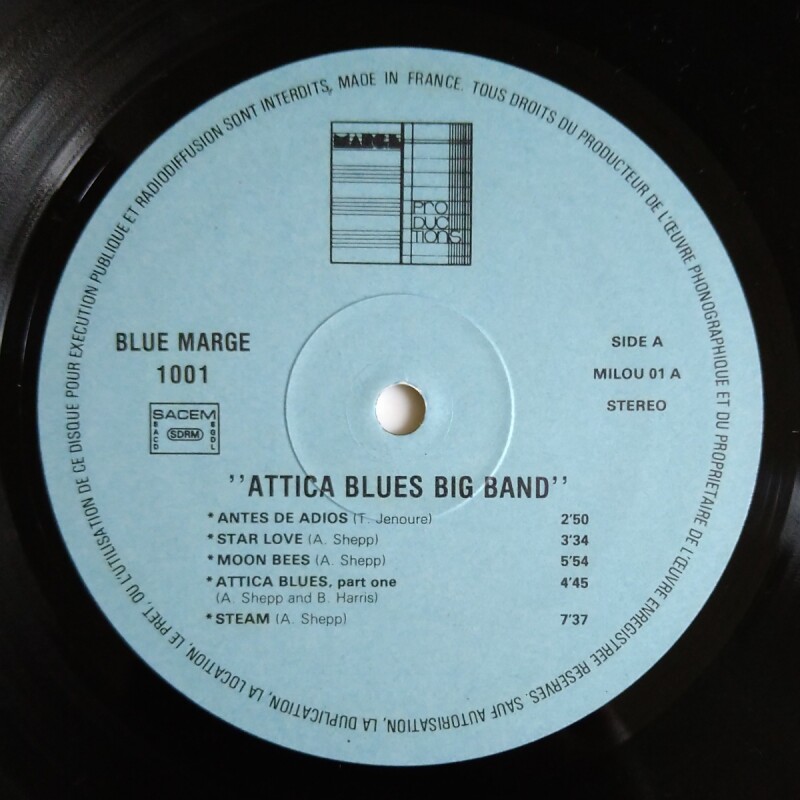 TOUS DROITS DU PRODUCTEUR DE L'ŒUVRE PHONOGRAPHIQUE ET DU PROPRIETAIRE DE L'ŒUVRE ENREGISTREE RESERVES. SAUF AUTORISATION, LA DUPLICATION, LA LOCATION, LE PRET, OU L'UTILISATION DE CE DISQUE POUR EXECUTION PUBLIQUE ET RADIODIFFUSION SONT INTERDITS, MADE IN FRANCE.
MARGE
PRO
DUC
TIONS
BLUE MARGE
1001
SACEM
SACD
SDRM
SGDL
SIDE A
MILOU 01 A
STEREO
''ATTICA BLUES BIG BAND''
* ANTES DE ADIOS (T. Jenoure) 2'50
* STAR LOVE (A. Shepp) 3'34
* MOON BEES (A. Shepp) 5'54
* ATTICA BLUES, part one 4'45
(A. Shepp and B. Harris)
* STEAM (A. Shepp) 7'37